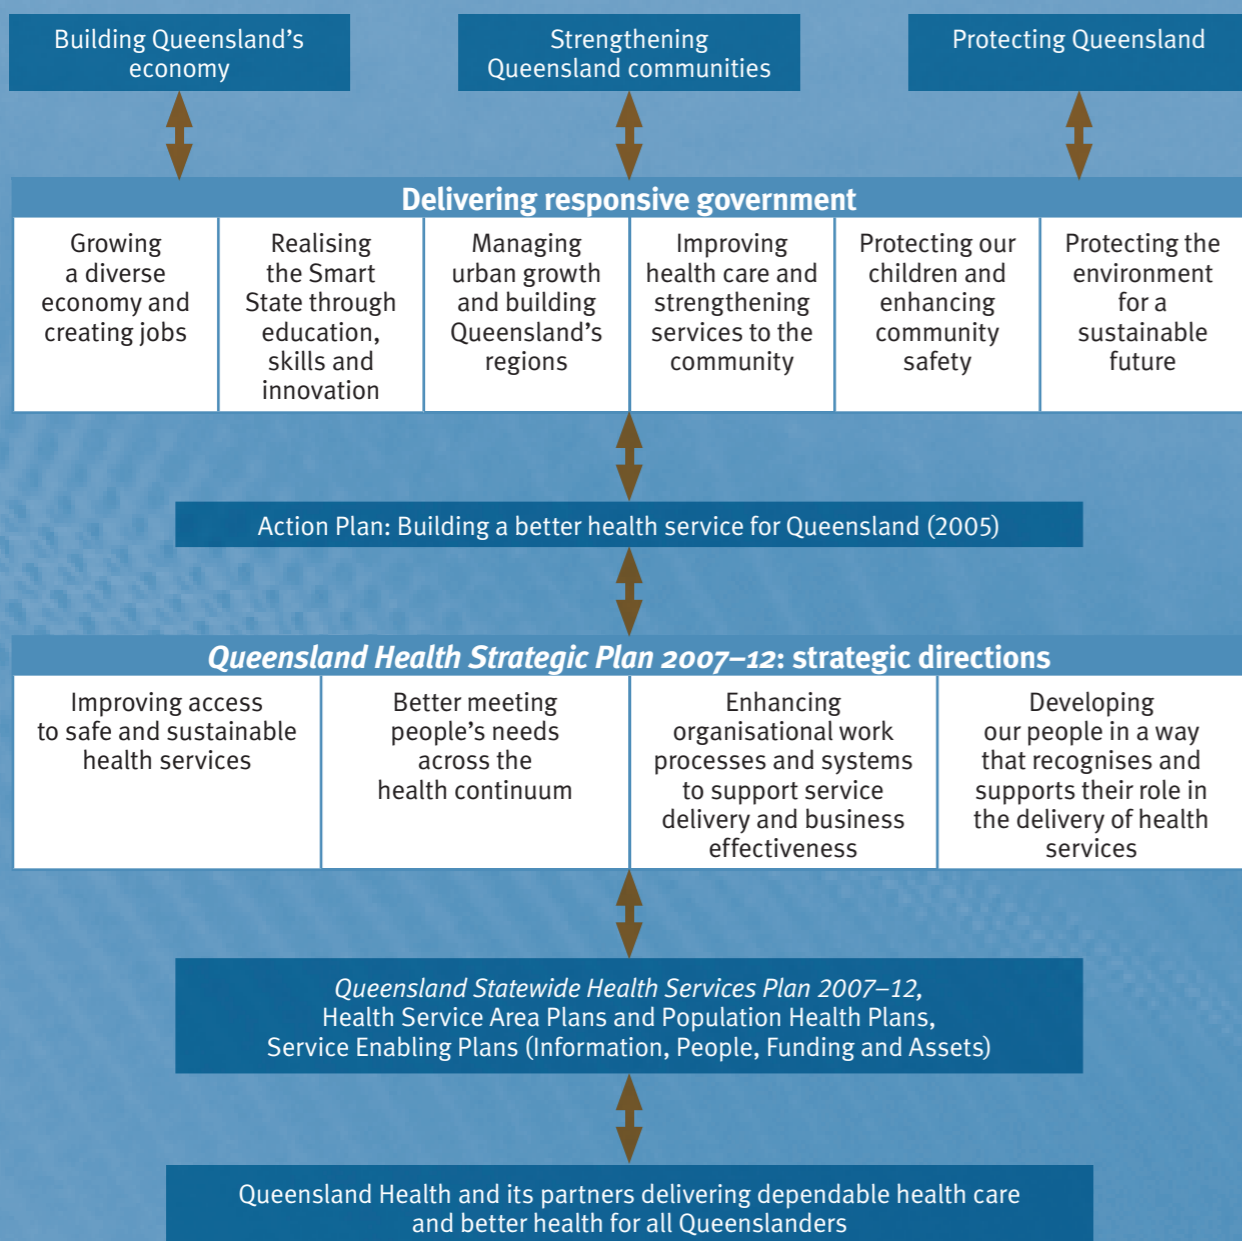 Building Queensland's
economy
Strengthening
Queensland communities
Protecting Queensland
Delivering responsive government
Growing
a diverse
economy and
creating jobs
Realising
the Smart
State through
education,
skills and
innovation
Managing
urban growth
and building
Queensland's
regions
Improving
health care and
strengthening
services to the
community
Protecting our
children and
enhancing
community
safety
Protecting the
environment
for a
sustainable
future
Action Plan: Building a better health service for Queensland (2005)
Queensland Health Strategic Plan 2007–12: strategic directions
Improving access
to safe and sustainable
health services
Better meeting
people's needs
across the
health continuum
Enhancing
organisational work
processes and systems
to support service
delivery and business
effectiveness
Developing
our people in a way
that recognises and
supports their role in
the delivery of health
services
Queensland Statewide Health Services Plan 2007–12,
Health Service Area Plans and Population Health Plans,
Service Enabling Plans (Information, People, Funding and Assets)
Queensland Health and its partners delivering dependable health care
and better health for all Queenslanders